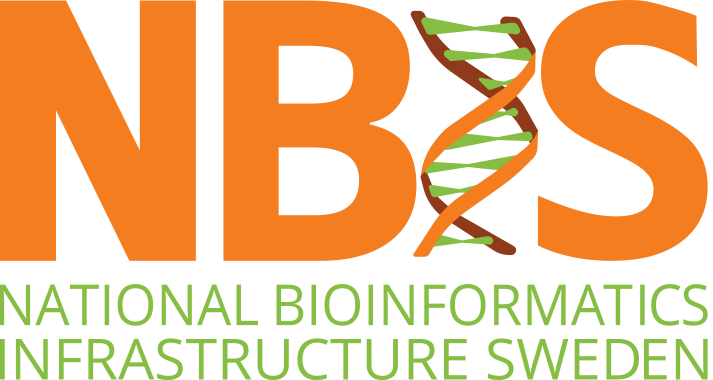 NBIS
NATIONAL BIOINFORMATICS
INFRASTRUCTURE SWEDEN